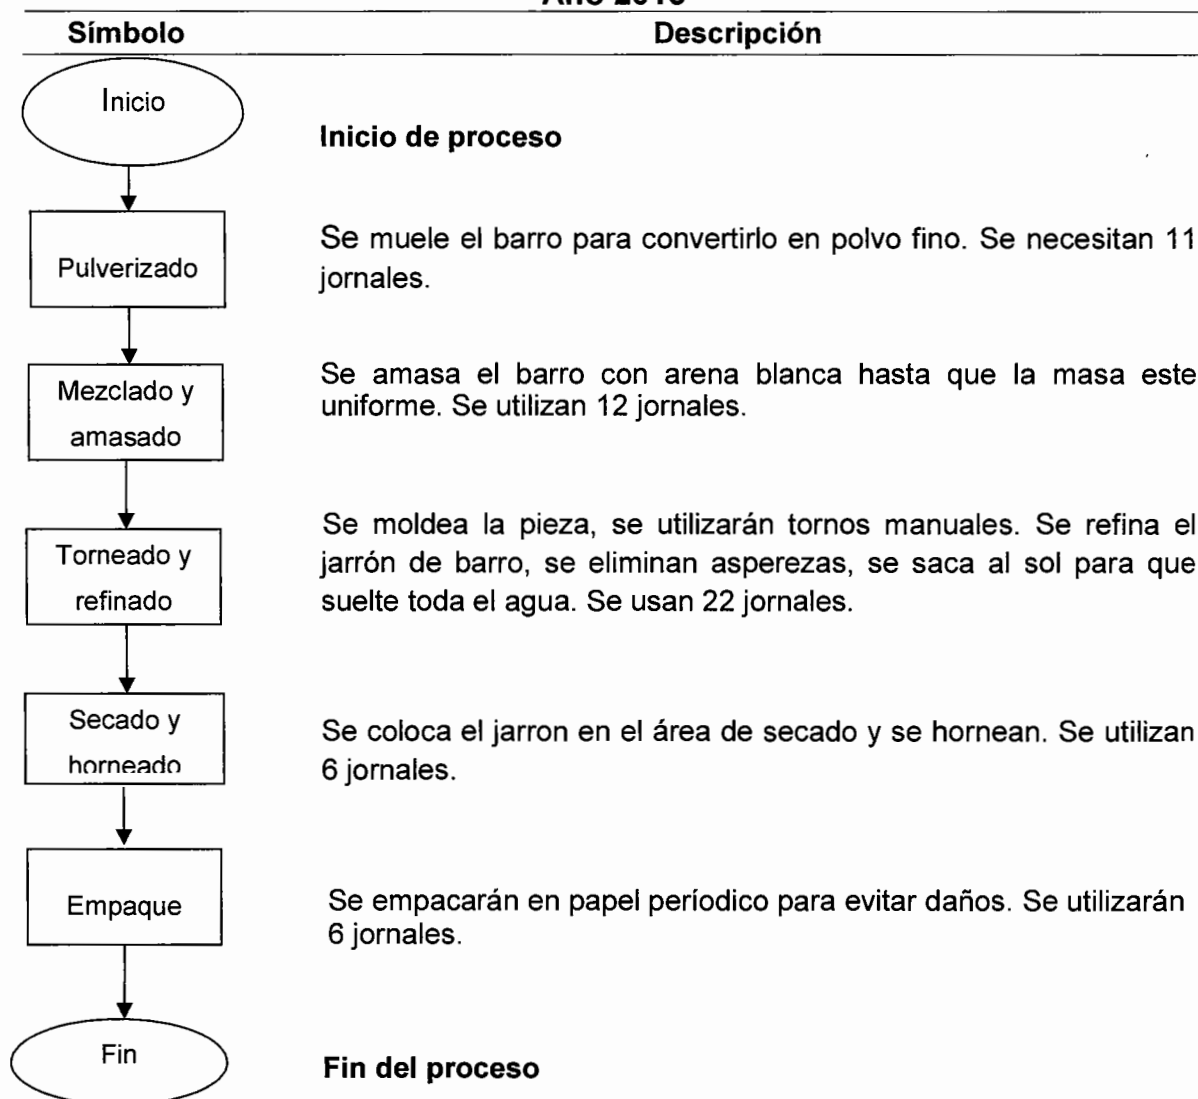 Símbolo Descripción
Inicio
Inicio de proceso
Pulverizado
Se muele el barro para convertirlo en polvo fino. Se necesitan 11
jornales.
Mezclado y
amasado
Se amasa el barro con arena blanca hasta que la masa este
uniforme. Se utilizan 12 jornales.
Torneado y
refinado
Se moldea la pieza, se utilizarán tornos manuales. Se refina el
jarrón de barro, se eliminan asperezas, se saca al sol para que
suelte toda el agua. Se usan 22 jornales.
Secado y
horneado
Se coloca el jarron en el área de secado y se hornean. Se utilizan
6 jornales.
Empaque
Se empacarán en papel períodico para evitar daños. Se utilizarán
6 jornales.
Fin
Fin del proceso